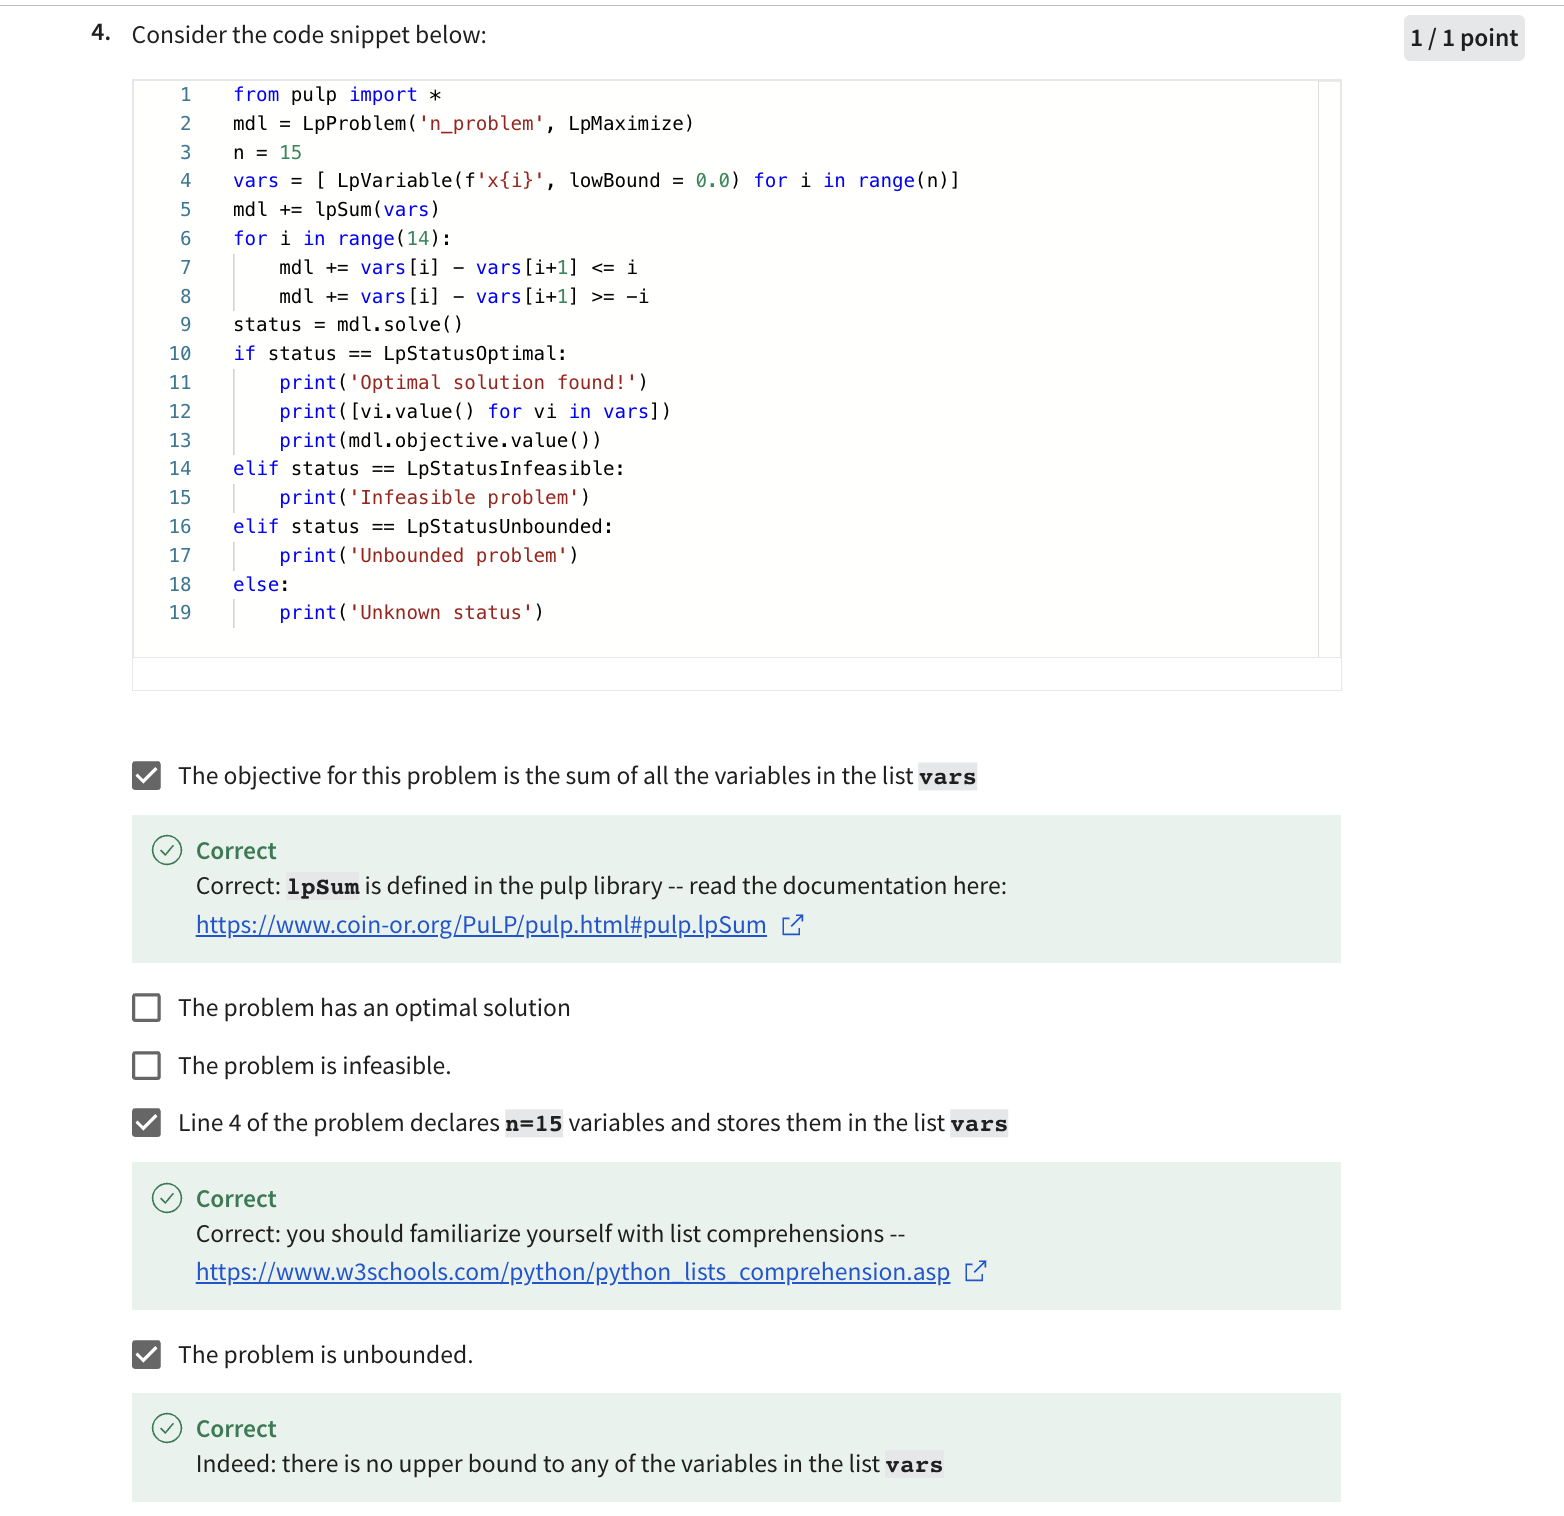 4. Consider the code snippet below:
1 / 1 point
1 from pulp import *
2 mdl = LpProblem('n_problem', LpMaximize)
3 n = 15
4 vars = [ LpVariable(f'x{i}', lowBound = 0.0) for i in range(n)]
5 mdl += lpSum(vars)
6 for i in range(14):
7     mdl += vars[i] - vars[i+1] <= i
8     mdl += vars[i] - vars[i+1] >= -i
9 status = mdl.solve()
10 if status == LpStatusOptimal:
11     print('Optimal solution found!')
12     print([vi.value() for vi in vars])
13     print(mdl.objective.value())
14 elif status == LpStatusInfeasible:
15     print('Infeasible problem')
16 elif status == LpStatusUnbounded:
17     print('Unbounded problem')
18 else:
19     print('Unknown status')
The objective for this problem is the sum of all the variables in the list vars
Correct
Correct: lpSum is defined in the pulp library -- read the documentation here:
https://www.coin-or.org/PuLP/pulp.html#pulp.lpSum
The problem has an optimal solution
The problem is infeasible.
Line 4 of the problem declares n=15 variables and stores them in the list vars
Correct
Correct: you should familiarize yourself with list comprehensions --
https://www.w3schools.com/python/python_lists_comprehension.asp
The problem is unbounded.
Correct
Indeed: there is no upper bound to any of the variables in the list vars